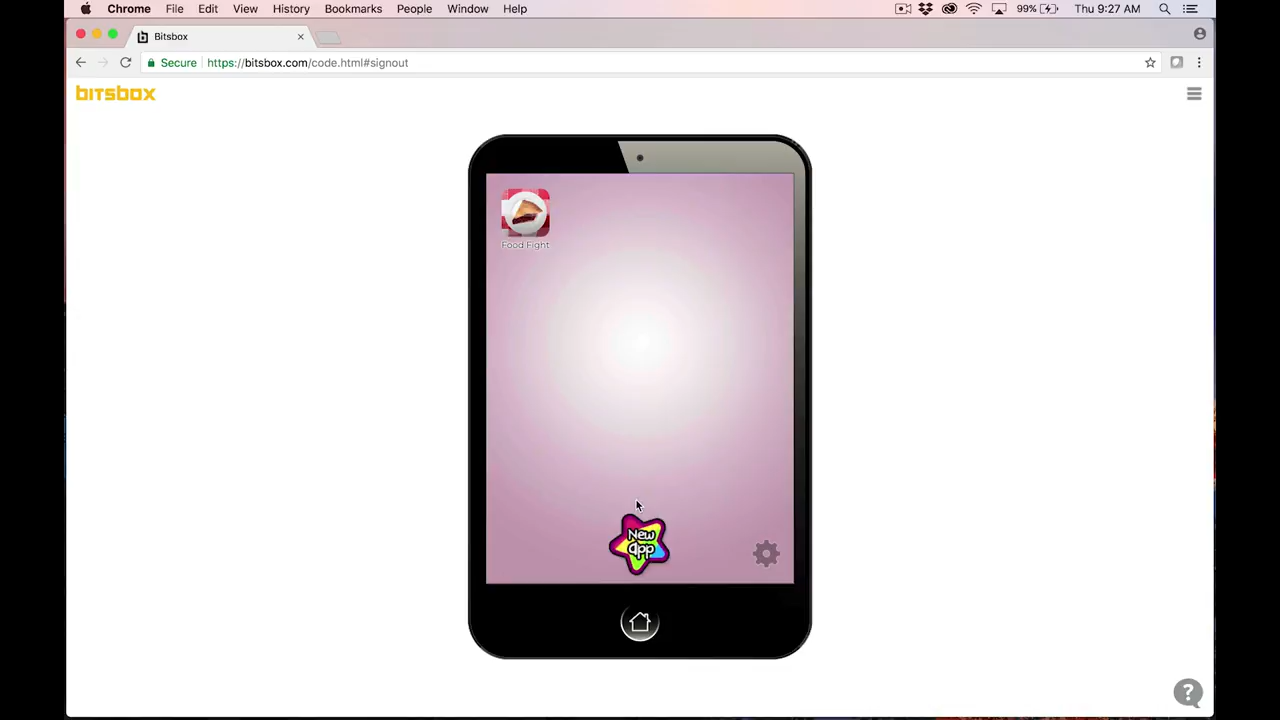 Chrome File Edit View History Bookmarks People Window Help 99% Thu 9:27 AM
Bitsbox
Secure https://bitsbox.com/code.html#signout
bitsbox
Food Fight
New
app
?